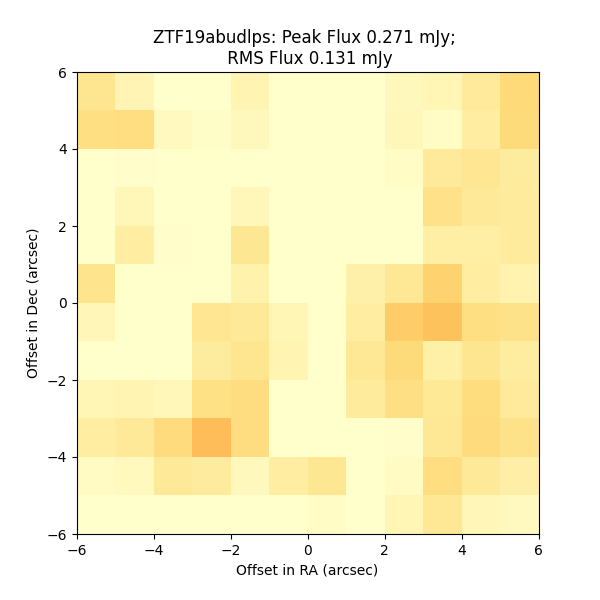 ZTF19abudlps: Peak Flux 0.271 mJy;
RMS Flux 0.131 mJy
6
4
2
0
−2
−4
−6
Offset in Dec (arcsec)
−6 −4 −2 0 2 4 6
Offset in RA (arcsec)